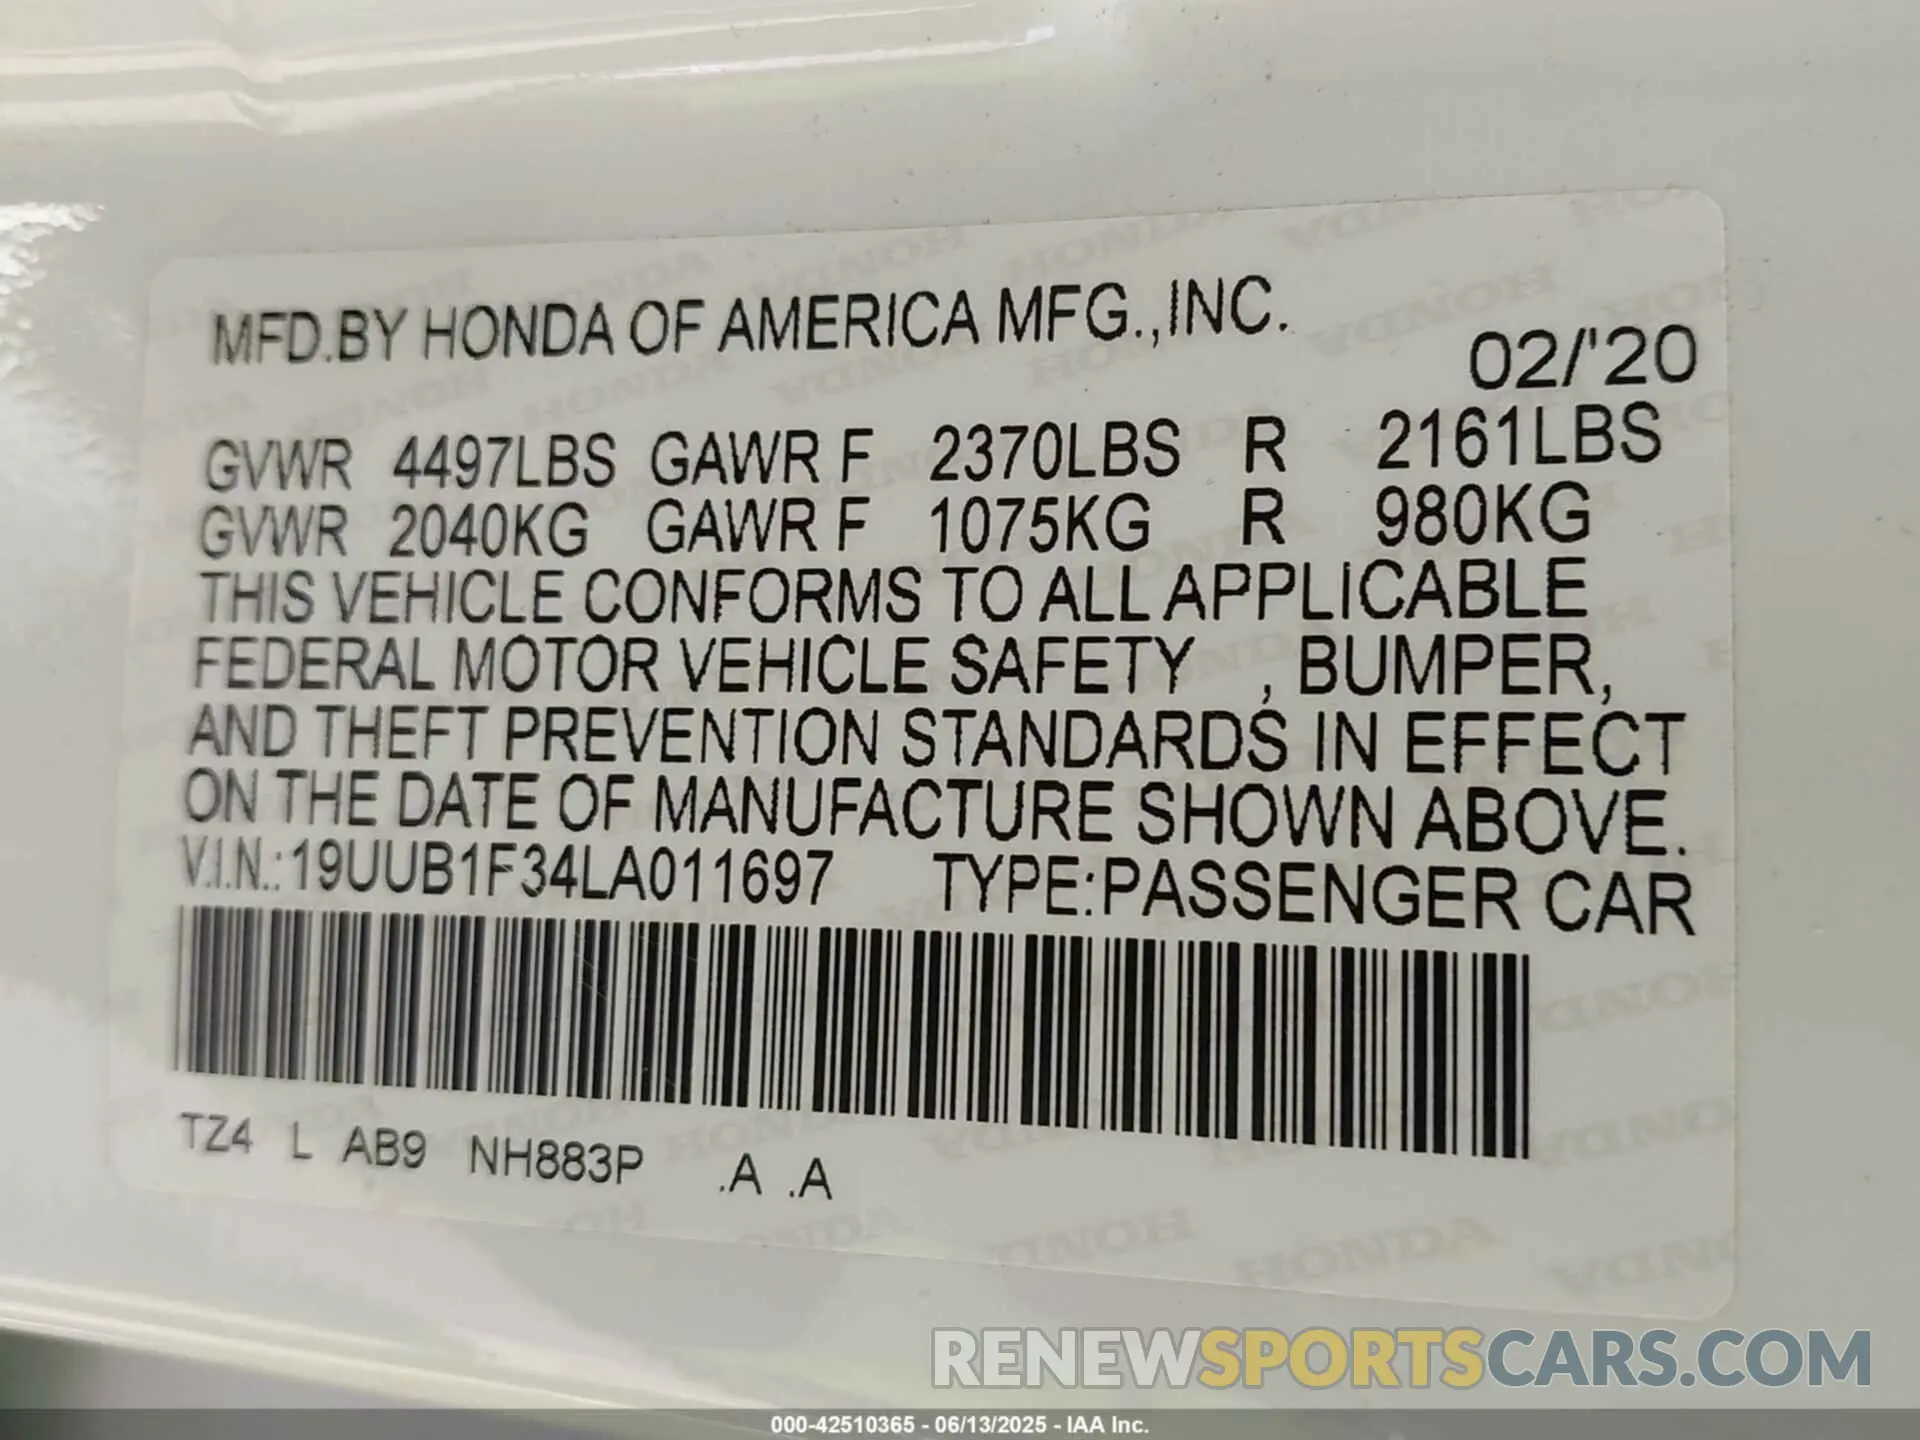 MFD.BY HONDA OF AMERICA MFG.,INC.
02/'20
GVWR 4497LBS GAWR F 2370LBS R 2161LBS
GVWR 2040KG GAWR F 1075KG R 980KG
THIS VEHICLE CONFORMS TO ALL APPLICABLE
FEDERAL MOTOR VEHICLE SAFETY , BUMPER,
AND THEFT PREVENTION STANDARDS IN EFFECT
ON THE DATE OF MANUFACTURE SHOWN ABOVE.
V.I.N.:19UUB1F34LA011697 TYPE:PASSENGER CAR
TZ4 L AB9 NH883P .A .A
RENEWSPORTSCARS.COM
000-42510365 - 06/13/2025 - IAA Inc.